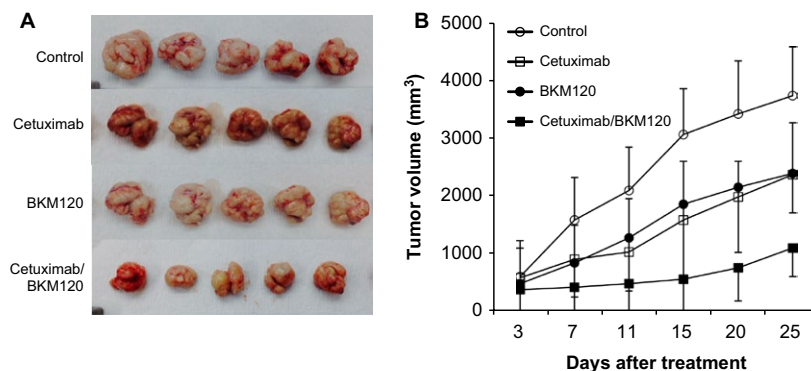 A
Control
Cetuximab
BKM120
Cetuximab/
BKM120
B
5000
4000
3000
2000
1000
0
Tumor volume (mm³)
Control
Cetuximab
BKM120
Cetuximab/BKM120
3 7 11 15 20 25
Days after treatment